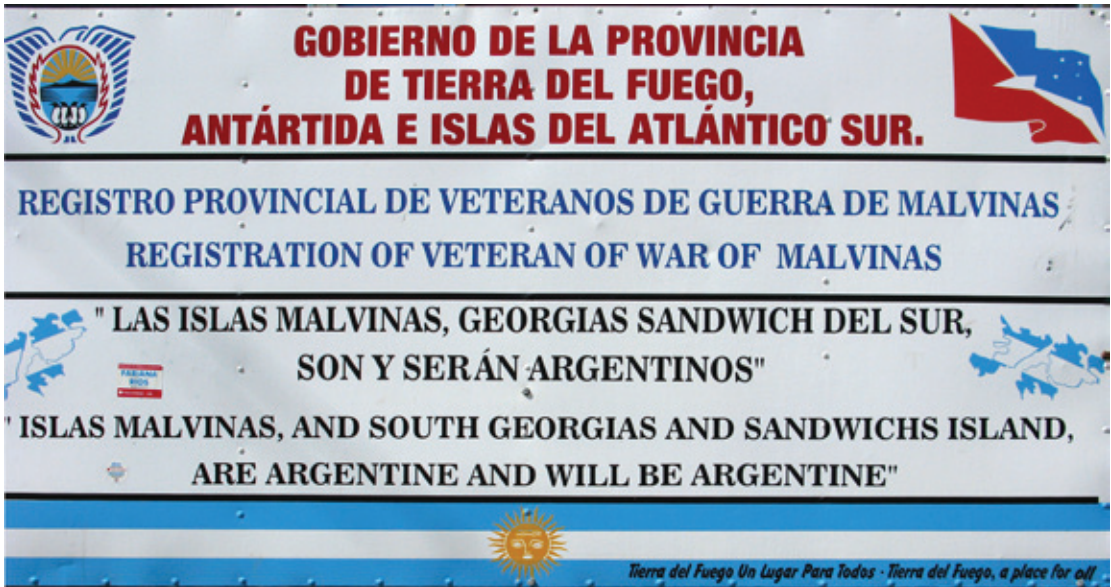 GOBIERNO DE LA PROVINCIA
DE TIERRA DEL FUEGO,
ANTÁRTIDA E ISLAS DEL ATLÁNTICO SUR.
REGISTRO PROVINCIAL DE VETERANOS DE GUERRA DE MALVINAS
REGISTRATION OF VETERAN OF WAR OF MALVINAS
" LAS ISLAS MALVINAS, GEORGIAS SANDWICH DEL SUR,
SON Y SERÁN ARGENTINOS"
FABIANA
RÍOS
" ISLAS MALVINAS, AND SOUTH GEORGIAS AND SANDWICHS ISLAND,
ARE ARGENTINE AND WILL BE ARGENTINE"
Tierra del Fuego Un Lugar Para Todos - Tierra del Fuego, a place for all